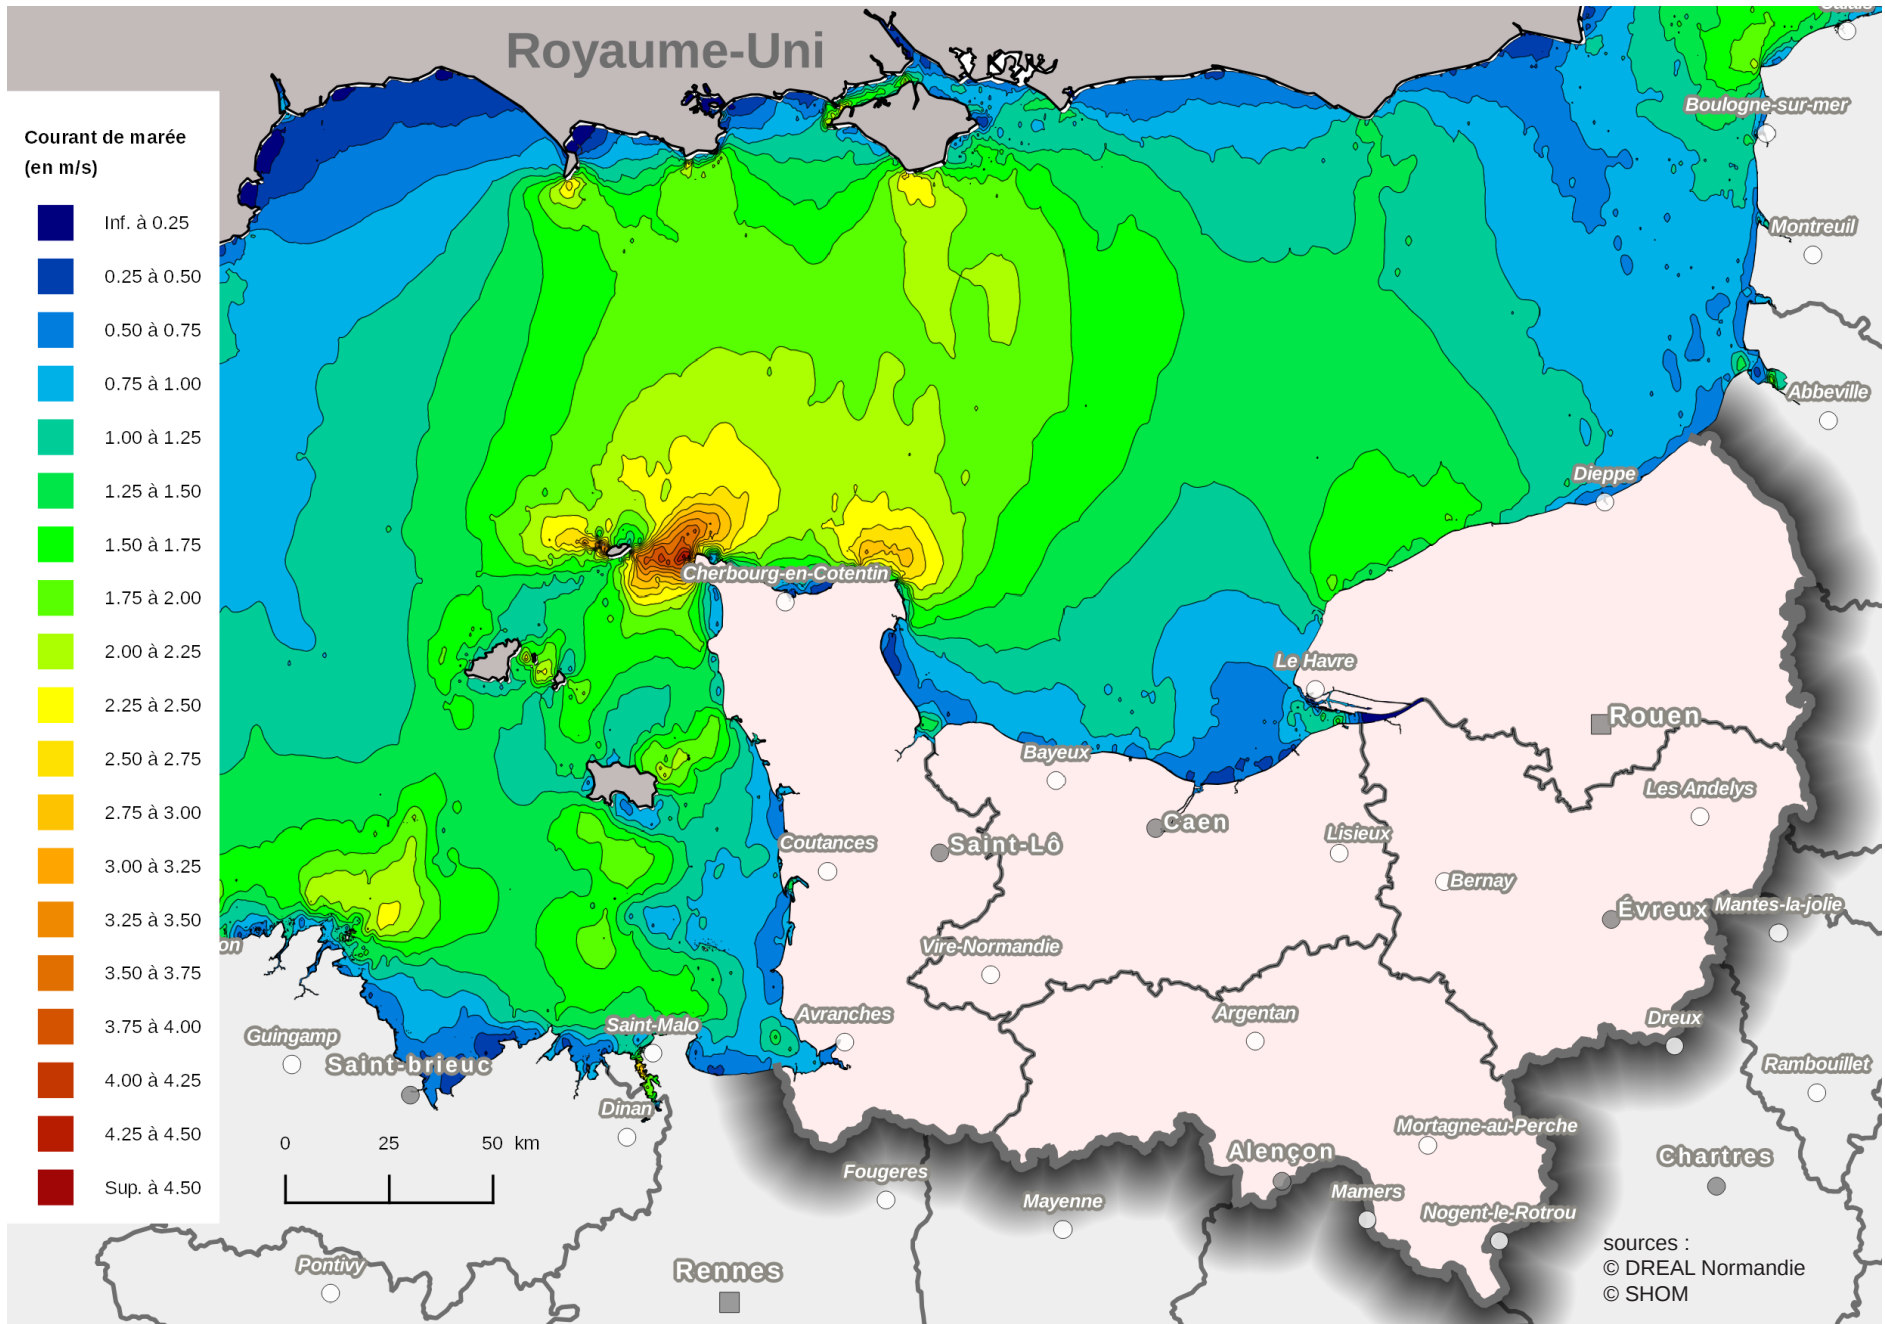 Calais
Royaume-Uni
Boulogne-sur-mer
Courant de marée
(en m/s)
Inf. à 0.25
0.25 à 0.50
0.50 à 0.75
0.75 à 1.00
1.00 à 1.25
1.25 à 1.50
1.50 à 1.75
1.75 à 2.00
2.00 à 2.25
2.25 à 2.50
2.50 à 2.75
2.75 à 3.00
3.00 à 3.25
3.25 à 3.50
3.50 à 3.75
3.75 à 4.00
4.00 à 4.25
4.25 à 4.50
Sup. à 4.50
Montreuil
Abbeville
Dieppe
Cherbourg-en-Cotentin
Le Havre
Rouen
Bayeux
Les Andelys
Caen
Lisieux
Coutances
Saint-Lô
Bernay
Évreux
Mantes-la-jolie
on
Vire-Normandie
Avranches
Argentan
Dreux
Saint-Malo
Guingamp
Saint-brieuc
Rambouillet
Dinan
Mortagne-au-Perche
0 25 50 km
Alençon
Chartres
Fougeres
Mayenne
Mamers
Nogent-le-Rotrou
Pontivy
Rennes
sources :
© DREAL Normandie
© SHOM